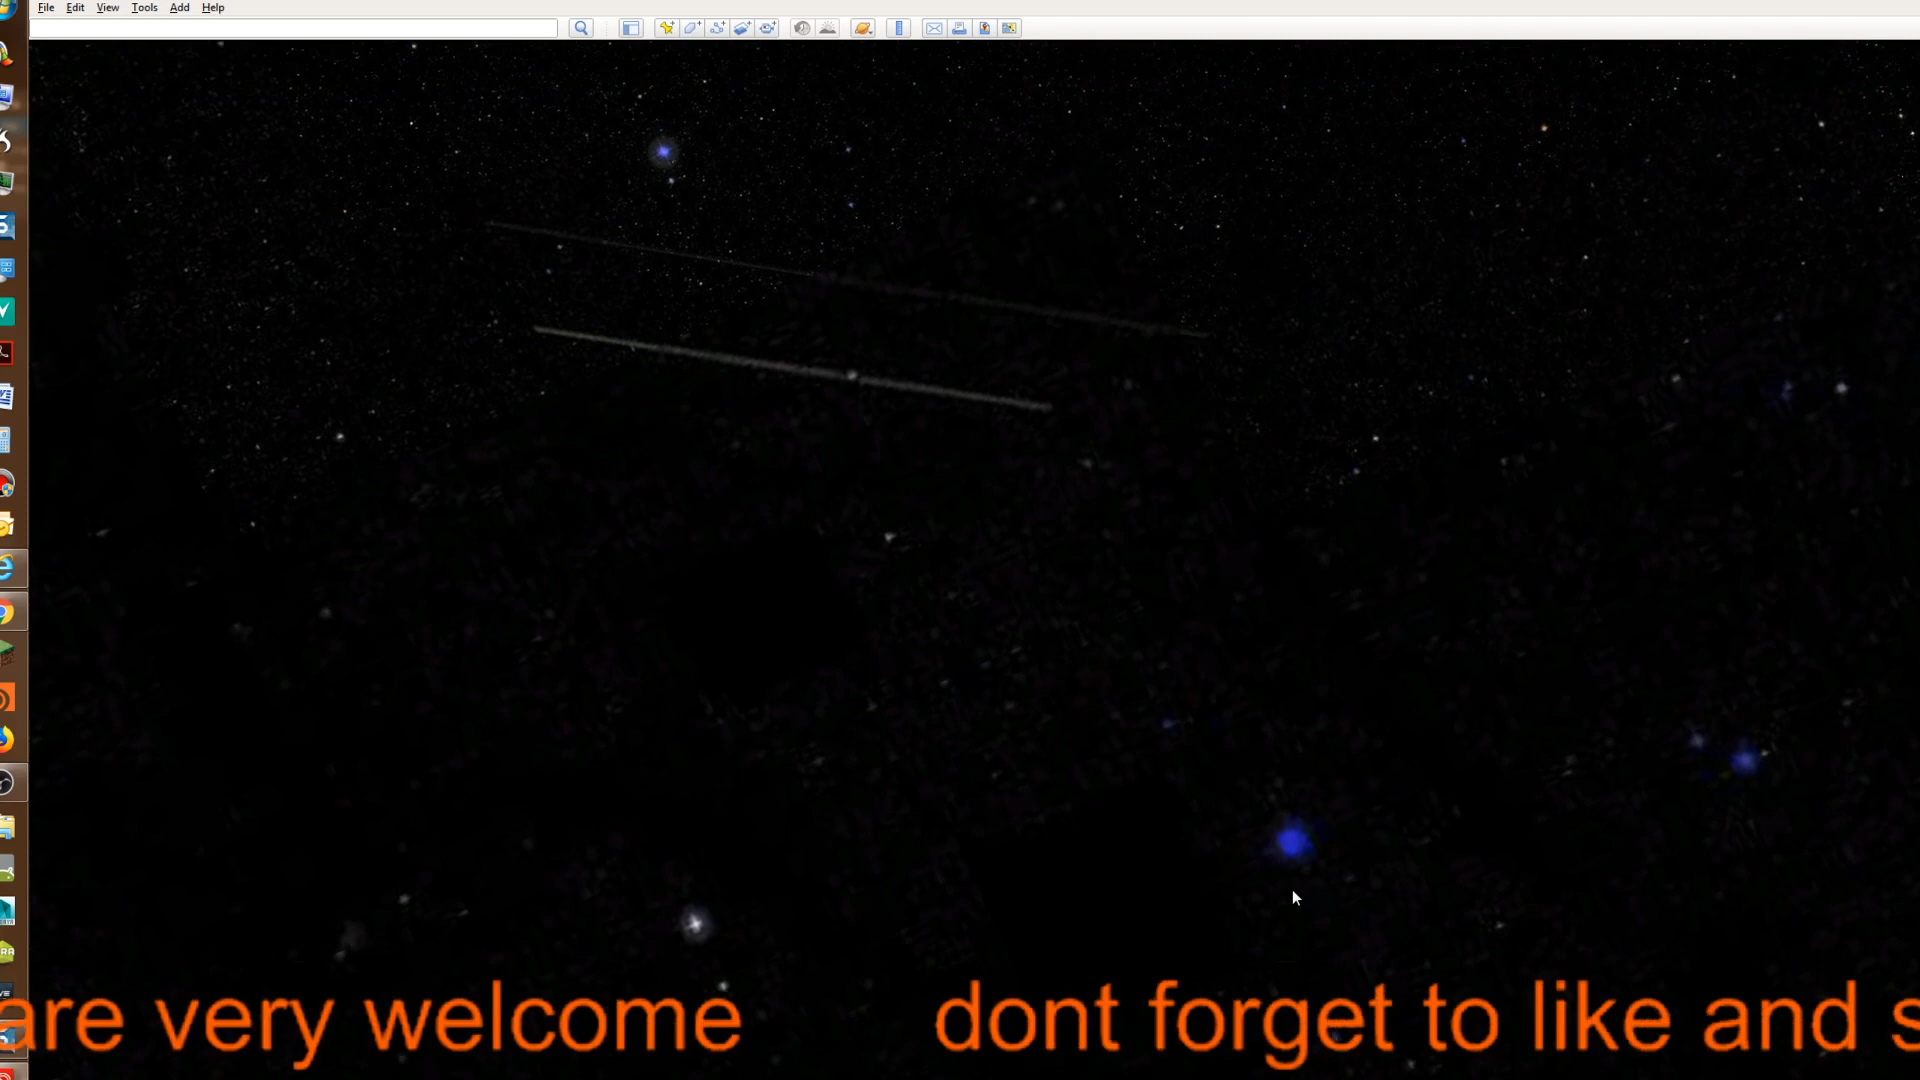 File Edit View Tools Add Help
are very welcome dont forget to like and s